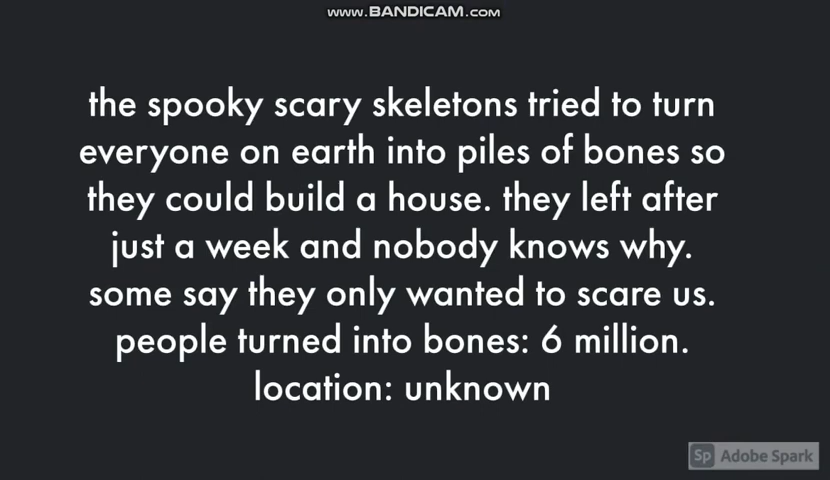 www.BANDICAM.com
the spooky scary skeletons tried to turn
everyone on earth into piles of bones so
they could build a house. they left after
just a week and nobody knows why.
some say they only wanted to scare us.
people turned into bones: 6 million.
location: unknown
Sp Adobe Spark